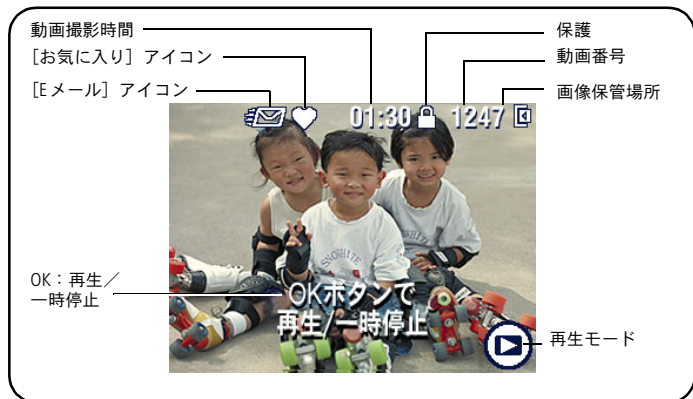 動画撮影時間
[お気に入り] アイコン
[Eメール] アイコン
保護
動画番号
画像保管場所
01:30
1247
SNOWHITE
OKボタンで
再生/一時停止
OK：再生／
一時停止
再生モード